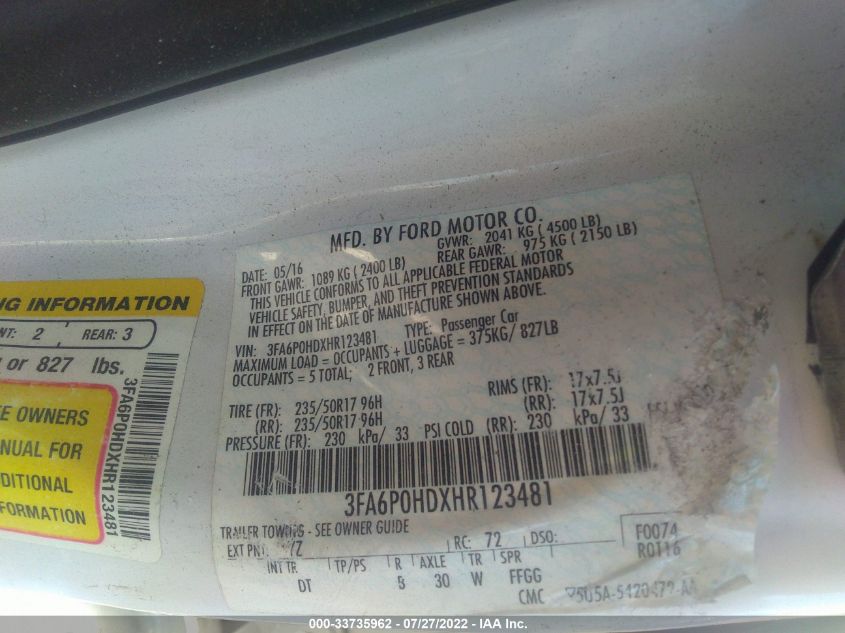 NG INFORMATION
NT: 2 REAR: 3
or 827 lbs.
EE OWNERS
ANUAL FOR
DITIONAL
ORMATION
3FA6P0HDXHR123481
MFD. BY FORD MOTOR CO.
DATE: 05/16 GVWR: 2041 KG ( 4500 LB)
FRONT GAWR: 1089 KG ( 2400 LB) REAR GAWR: 975 KG ( 2150 LB)
THIS VEHICLE CONFORMS TO ALL APPLICABLE FEDERAL MOTOR
VEHICLE SAFETY, BUMPER, AND THEFT PREVENTION STANDARDS
IN EFFECT ON THE DATE OF MANUFACTURE SHOWN ABOVE.
VIN: 3FA6P0HDXHR123481 TYPE: Passenger Car
MAXIMUM LOAD = OCCUPANTS + LUGGAGE = 375KG/ 827LB
OCCUPANTS = 5 TOTAL; 2 FRONT, 3 REAR
TIRE (FR): 235/50R17 96H RIMS (FR): 17x7.5J
(RR): 235/50R17 96H (RR): 17x7.5J
PRESSURE (FR): 230 kPa/ 33 PSI COLD (RR): 230 kPa/ 33
3FA6P0HDXHR123481
TRAILER TOWING - SEE OWNER GUIDE
EXT PNT: YZ RC: 72 DSO: F0074
R0116
INT TR TP/PS R AXLE TR SPR
DT 30 W FFGG
CMC
000-33735962 - 07/27/2022 - IAA Inc.